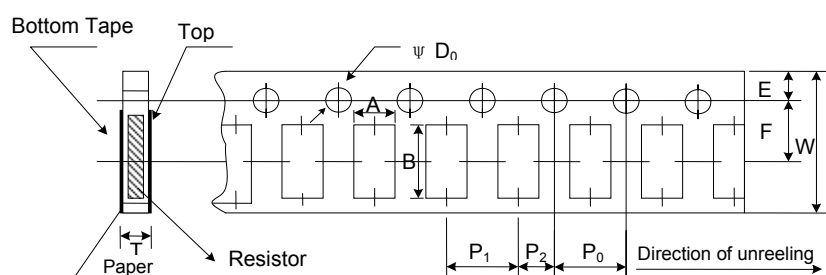 Bottom Tape
Top
ψ D₀
A
B
E
F
W
T
Paper
Resistor
P₁
P₂
P₀
Direction of unreeling